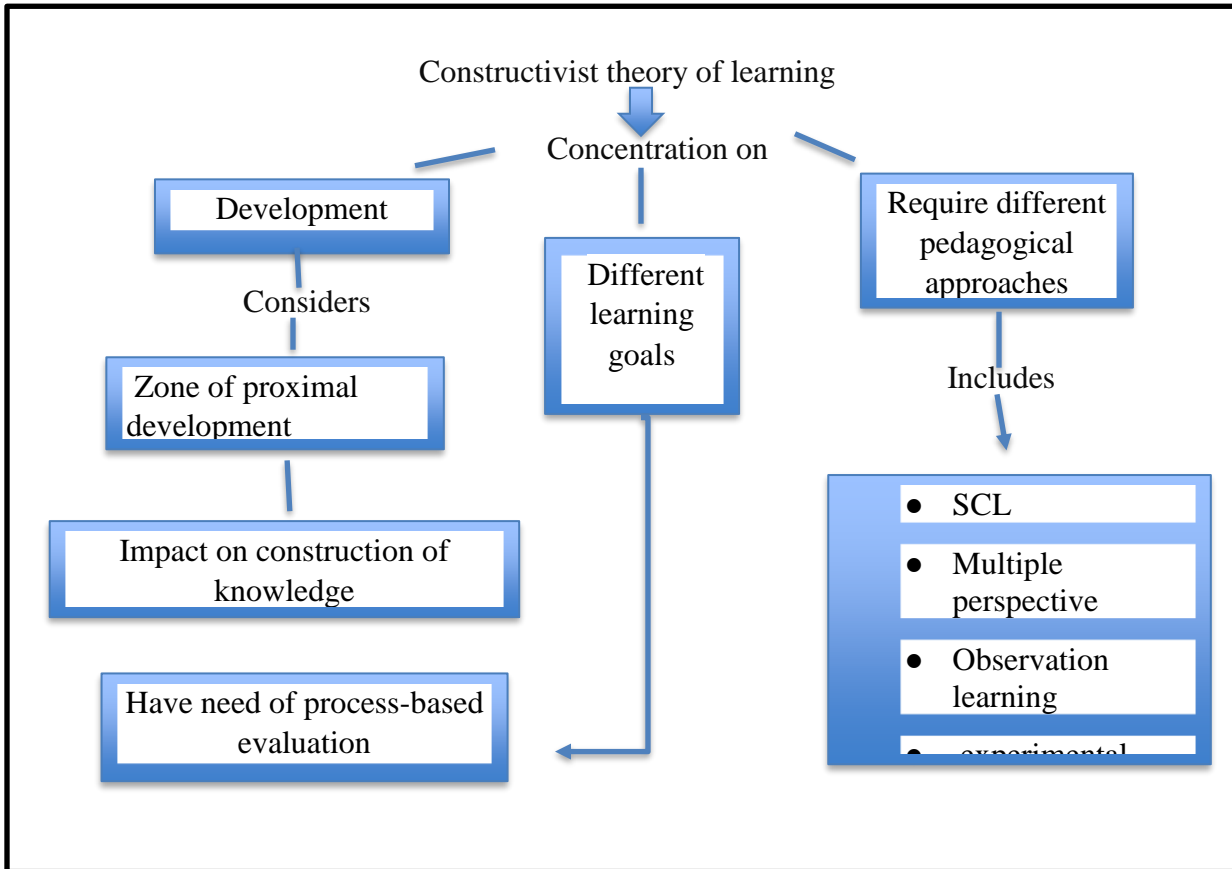 Constructivist theory of learning
Concentration on
Development
Considers
Zone of proximal
development
Impact on construction of
knowledge
Have need of process-based
evaluation
Different
learning
goals
Require different
pedagogical
approaches
Includes
● SCL
● Multiple
perspective
● Observation
learning
● experimental